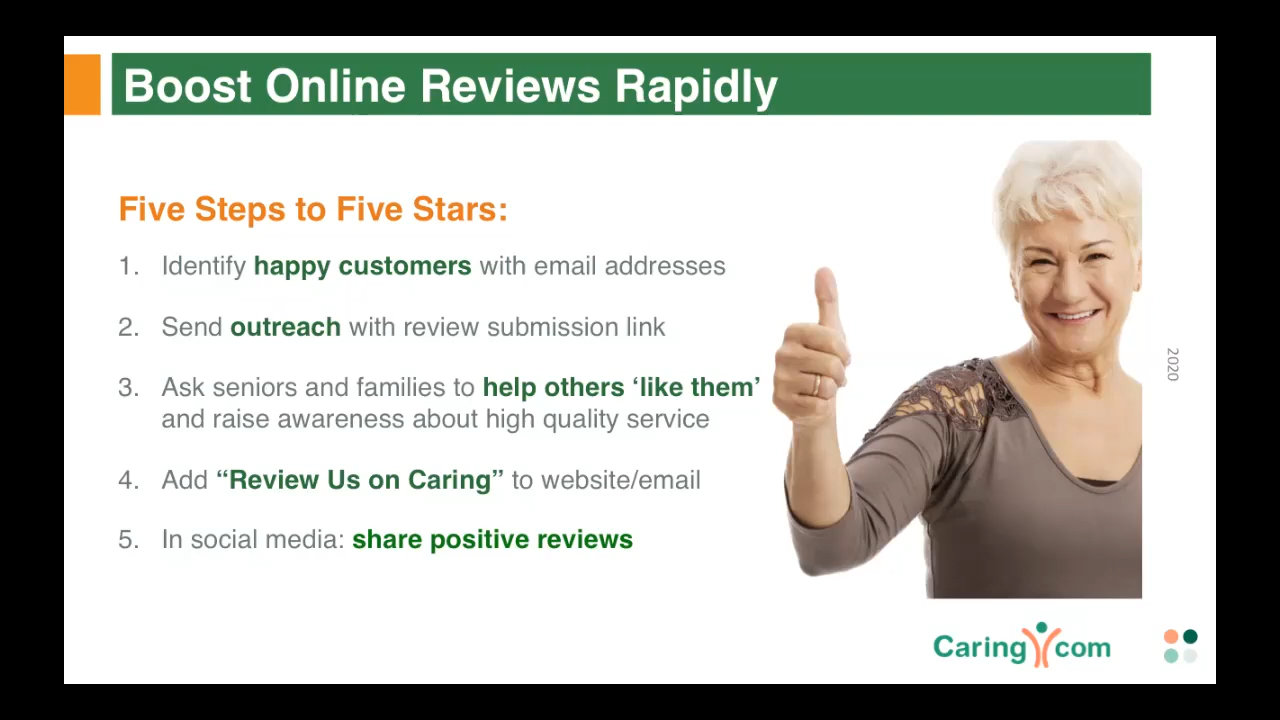 Boost Online Reviews Rapidly
Five Steps to Five Stars:
1. Identify happy customers with email addresses
2. Send outreach with review submission link
3. Ask seniors and families to help others ‘like them’
and raise awareness about high quality service
4. Add “Review Us on Caring” to website/email
5. In social media: share positive reviews
2020
Caring com